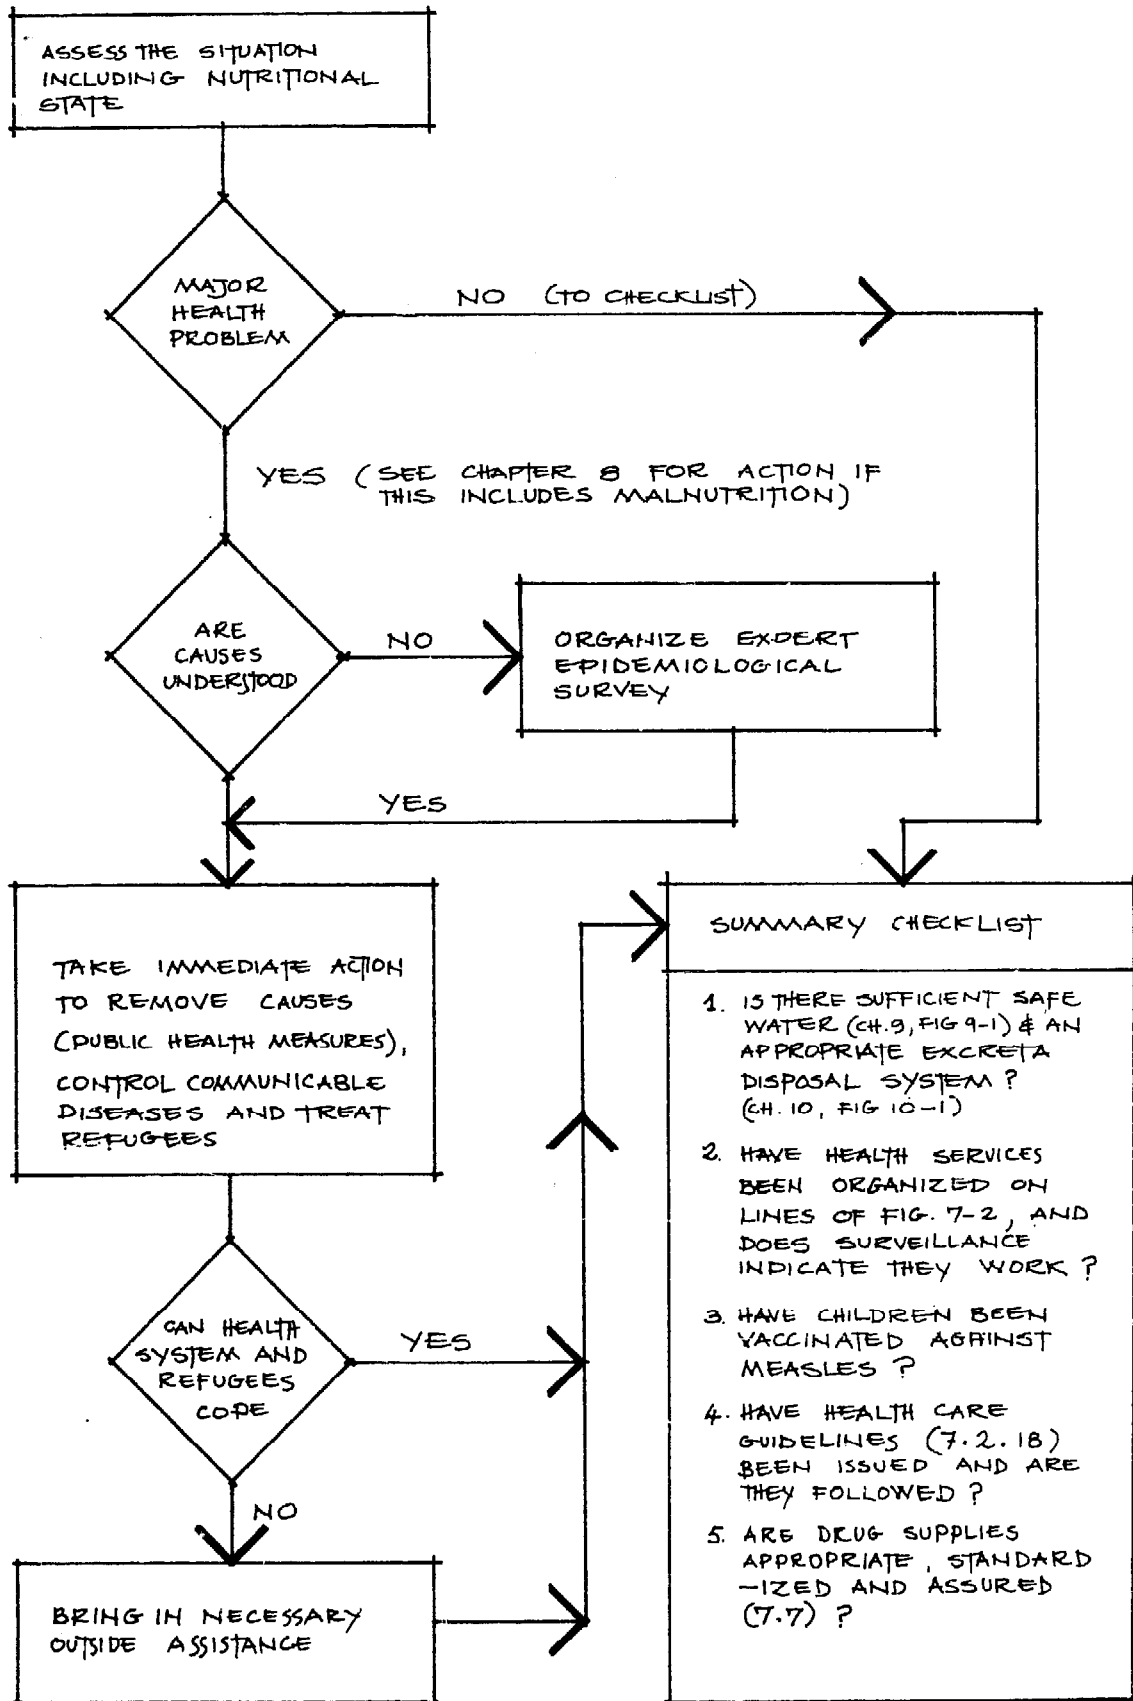 ASSESS THE SITUATION
INCLUDING NUTRITIONAL
STATE
MAJOR
HEALTH
PROBLEM
NO (TO CHECKLIST)
YES (SEE CHAPTER 8 FOR ACTION IF
THIS INCLUDES MALNUTRITION)
ARE
CAUSES
UNDERSTOOD
NO
ORGANIZE EXPERT
EPIDEMIOLOGICAL
SURVEY
YES
TAKE IMMEDIATE ACTION
TO REMOVE CAUSES
(PUBLIC HEALTH MEASURES),
CONTROL COMMUNICABLE
DISEASES AND TREAT
REFUGEES
CAN HEALTH
SYSTEM AND
REFUGEES
COPE
YES
NO
BRING IN NECESSARY
OUTSIDE ASSISTANCE
SUMMARY CHECKLIST
1. IS THERE SUFFICIENT SAFE
WATER (CH.9, FIG 9-1) & AN
APPROPRIATE EXCRETA
DISPOSAL SYSTEM ?
(CH. 10, FIG 10-1)
2. HAVE HEALTH SERVICES
BEEN ORGANIZED ON
LINES OF FIG. 7-2, AND
DOES SURVEILLANCE
INDICATE THEY WORK ?
3. HAVE CHILDREN BEEN
VACCINATED AGAINST
MEASLES ?
4. HAVE HEALTH CARE
GUIDELINES (7.2.18)
BEEN ISSUED AND ARE
THEY FOLLOWED ?
5. ARE DRUG SUPPLIES
APPROPRIATE, STANDARD
-IZED AND ASSURED
(7.7) ?